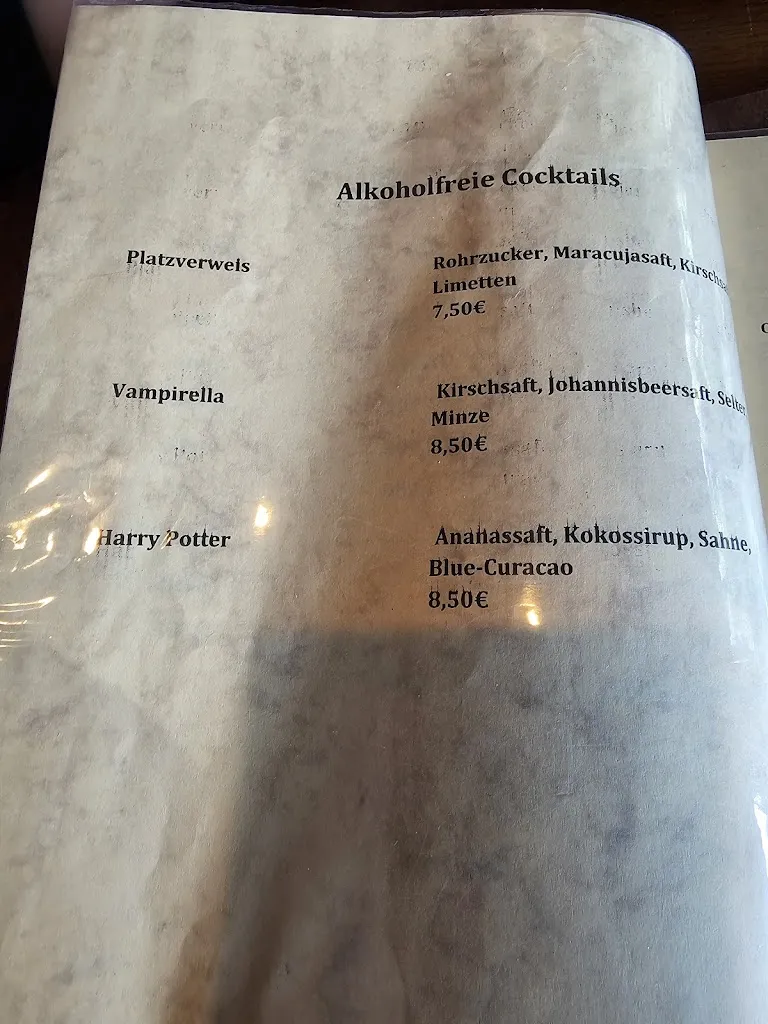 Alkoholfreie Cocktails
Platzverweis
Rohrzucker, Maracujasaft,
Limetten
7,50€
Vampirella
Kirschsaft, Johannisbeersaft,
Minze
8,50€
Harry Potter
Ananassaft, Kokossirup, Sahne,
Blue-Curacao
8,50€